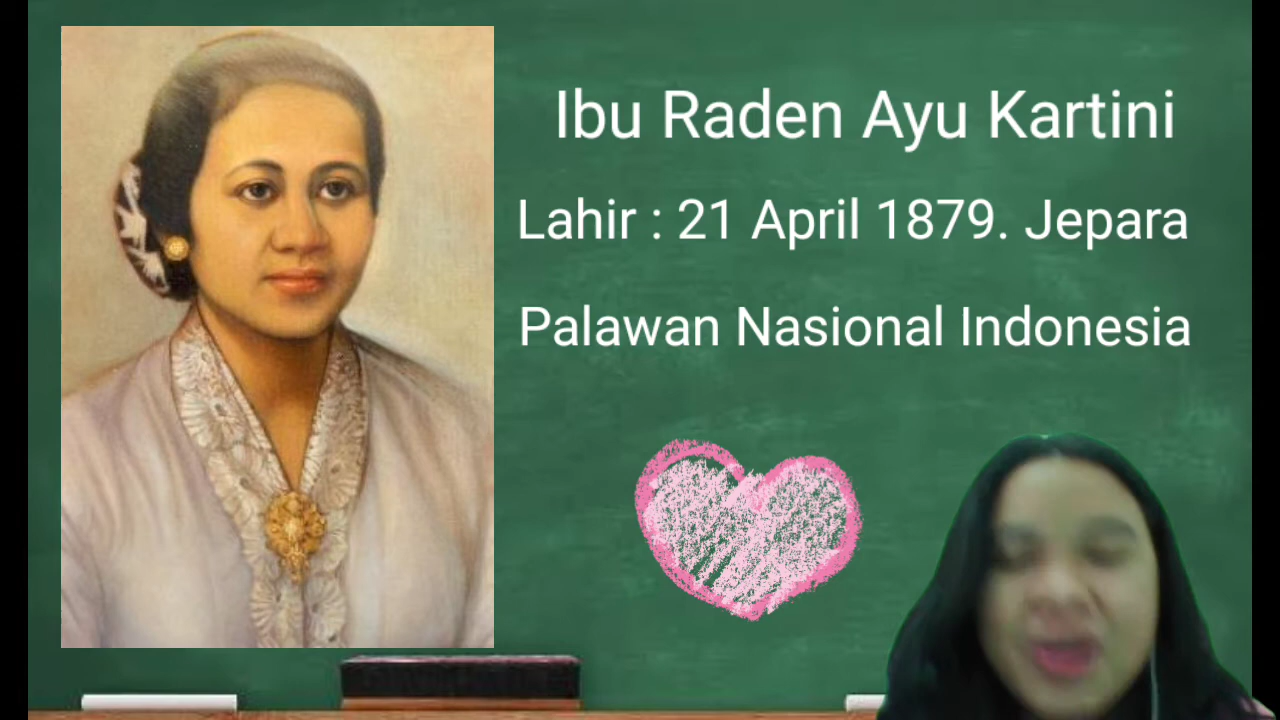 Ibu Raden Ayu Kartini
Lahir : 21 April 1879. Jepara
Palawan Nasional Indonesia